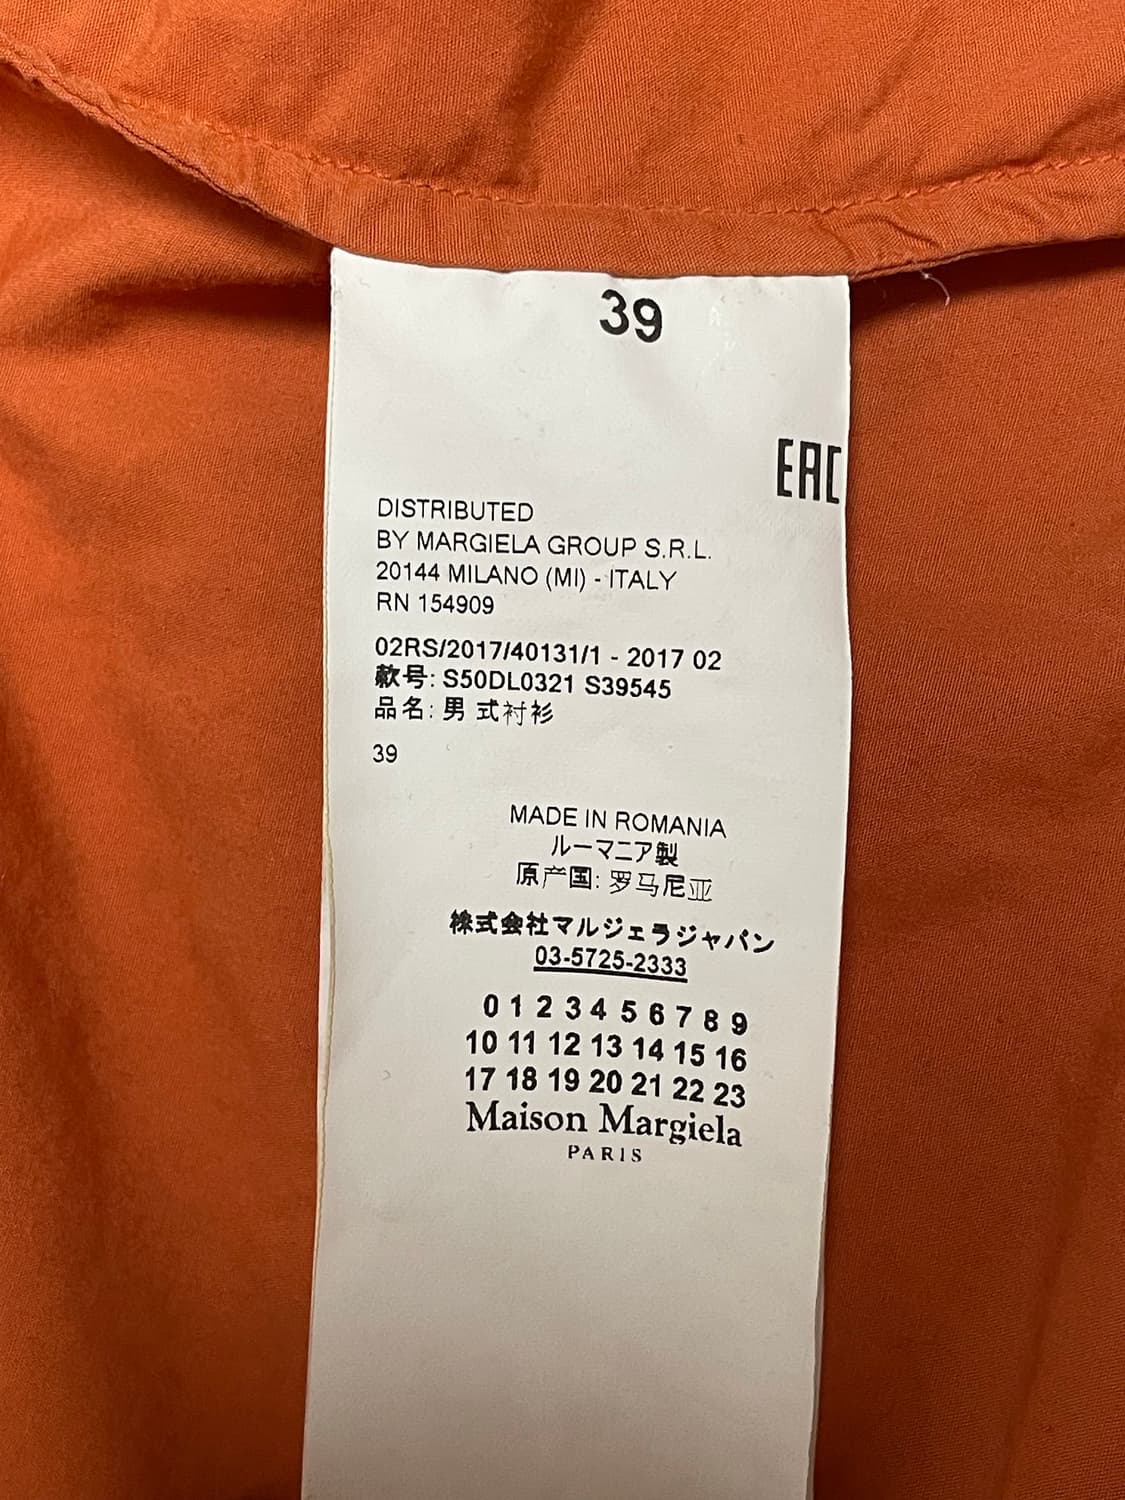 39
EAC
DISTRIBUTED
BY MARGIELA GROUP S.R.L.
20144 MILANO (MI) - ITALY
RN 154909
02RS/2017/40131/1 - 2017 02
款号: S50DL0321 S39545
品名: 男 式衬衫
39
MADE IN ROMANIA
ルーマニア製
原产国: 罗马尼亚
株式会社マルジェラジャパン
03-5725-2333
0 1 2 3 4 5 6 7 8 9
10 11 12 13 14 15 16
17 18 19 20 21 22 23
Maison Margiela
PARIS